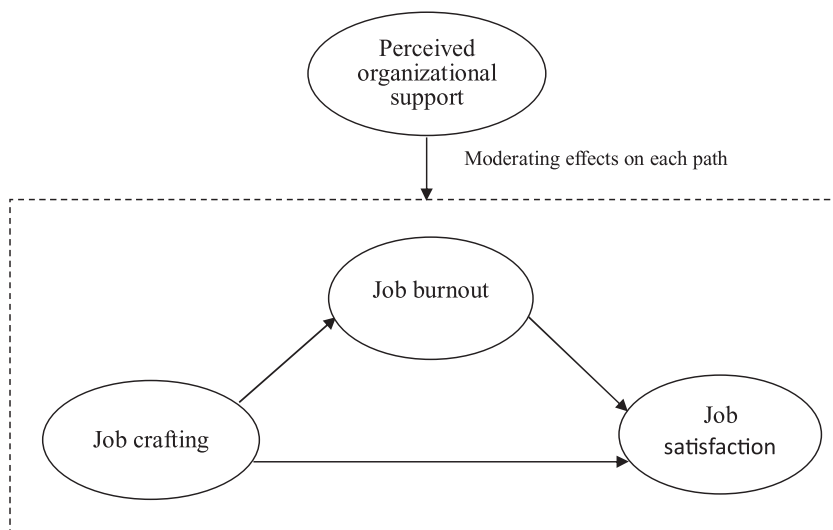 Perceived
organizational
support
Moderating effects on each path
Job burnout
Job crafting
Job
satisfaction